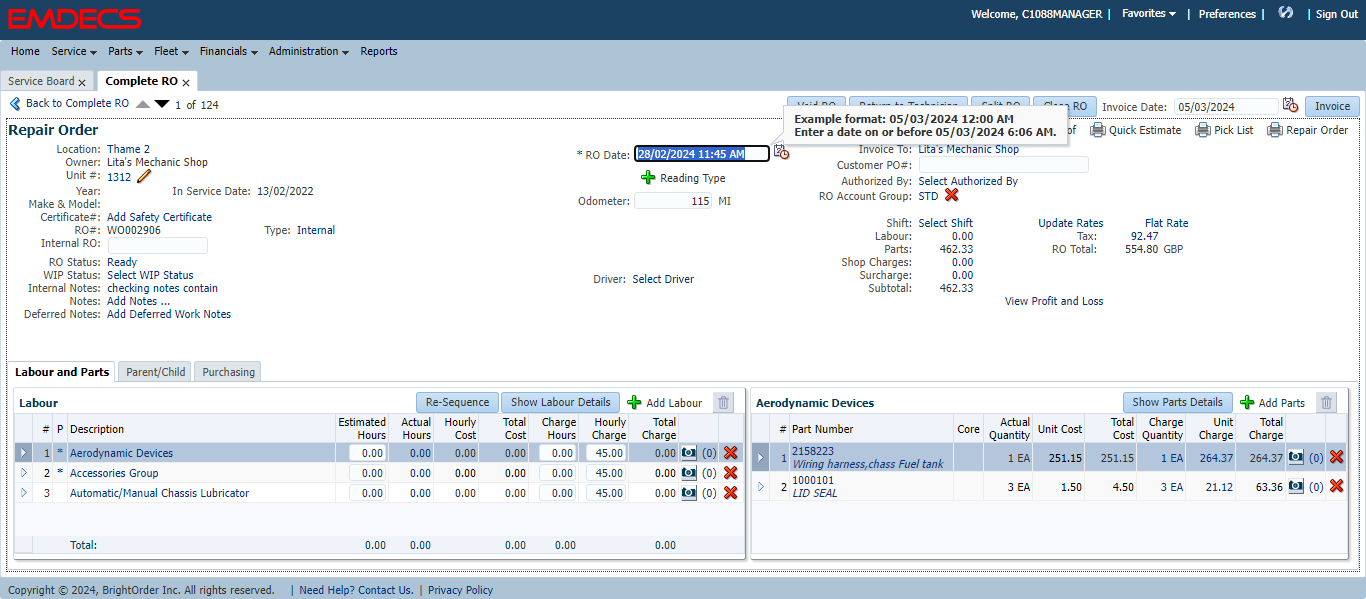 EMDECS
Welcome, C1088MANAGER | Favorites | Preferences | | Sign Out
Home Service Parts Fleet Financials Administration Reports
Service Board x Complete RO x
Back to Complete RO 1 of 124
RO Invoice Date: 05/03/2024 Invoice
Example format: 05/03/2024 12:00 AM
Enter a date on or before 05/03/2024 6:06 AM.
Quick Estimate Pick List Repair Order
Repair Order
Location: Thame 2
Owner: Lita's Mechanic Shop
Unit #: 1312
Year: In Service Date: 13/02/2022
Make & Model:
Certificate#: Add Safety Certificate
RO#: WO002906 Type: Internal
Internal RO:
RO Status: Ready
WIP Status: Select WIP Status
Internal Notes: checking notes contain
Notes: Add Notes ...
Deferred Notes: Add Deferred Work Notes
* RO Date: 28/02/2024 11:45 AM
Reading Type
Odometer: 115 MI
Driver: Select Driver
Invoice To: Lita's Mechanic Shop
Customer PO#:
Authorized By: Select Authorized By
RO Account Group: STD
Shift: Select Shift Update Rates Flat Rate
Labour: 0.00 Tax: 92.47
Parts: 462.33 RO Total: 554.80 GBP
Shop Charges: 0.00
Surcharge: 0.00
Subtotal: 462.33
View Profit and Loss
Labour and Parts Parent/Child Purchasing
Labour Re-Sequence Show Labour Details Add Labour
# P Description Estimated Hours Actual Hours Hourly Cost Total Cost Charge Hours Hourly Charge Total Charge
1 * Aerodynamic Devices 0.00 0.00 0.00 0.00 0.00 45.00 0.00 (0)
2 * Accessories Group 0.00 0.00 0.00 0.00 0.00 45.00 0.00 (0)
3 Automatic/Manual Chassis Lubricator 0.00 0.00 0.00 0.00 0.00 45.00 0.00 (0)
Total: 0.00 0.00 0.00 0.00 0.00
Aerodynamic Devices Show Parts Details Add Parts
# Part Number Core Actual Quantity Unit Cost Total Cost Charge Quantity Unit Charge Total Charge
1 2158223 1 EA 251.15 251.15 1 EA 264.37 264.37 (0)
Wiring harness,chass Fuel tank
2 1000101 3 EA 1.50 4.50 3 EA 21.12 63.36 (0)
LID SEAL
Copyright © 2024, BrightOrder Inc. All rights reserved. | Need Help? Contact Us. | Privacy Policy